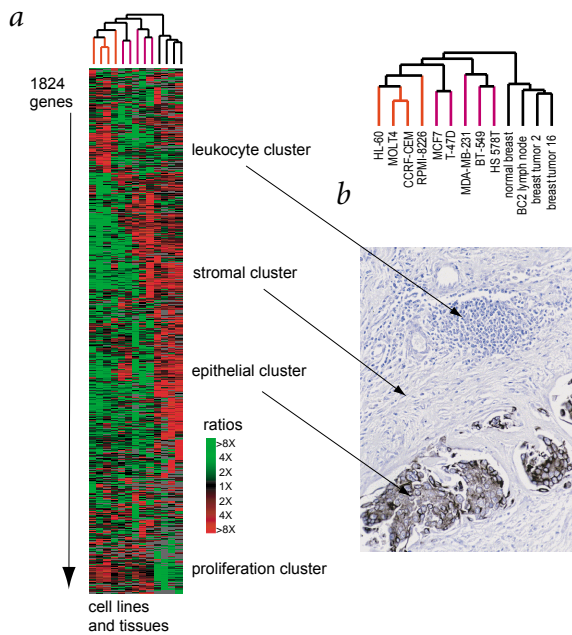 a
1824
genes
leukocyte cluster
stromal cluster
epithelial cluster
ratios
>8X
4X
2X
1X
2X
4X
>8X
proliferation cluster
cell lines
and tissues
HL-60
MOLT4
CCRF-CEM
RPMI-8226
MCF7
T-47D
MDA-MB-231
BT-549
HS 578T
normal breast
BC2 lymph node
breast tumor 2
breast tumor 16
b